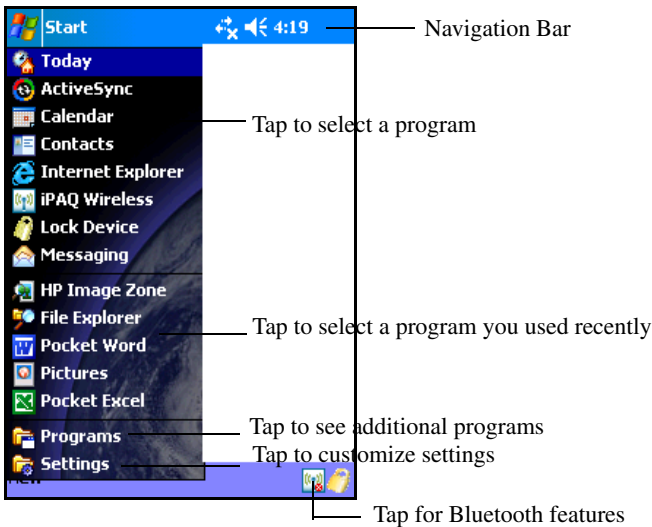 Start 4:19 Navigation Bar
Today
ActiveSync
Calendar
Tap to select a program
Contacts
Internet Explorer
iPAQ Wireless
Lock Device
Messaging
HP Image Zone
File Explorer
Tap to select a program you used recently
Pocket Word
Pictures
Pocket Excel
Programs
Tap to see additional programs
Tap to customize settings
Settings
Tap for Bluetooth features